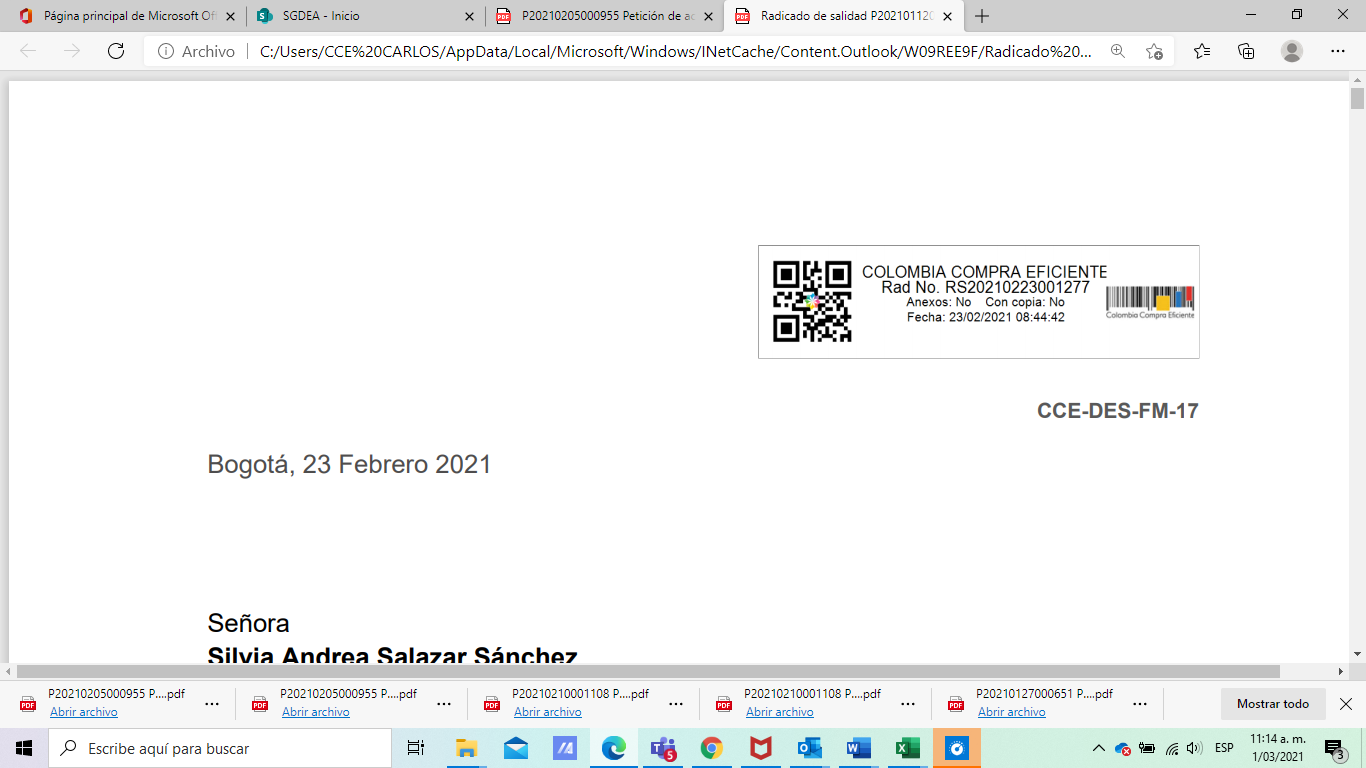 Página principal de Microsoft Of
SGDEA - Inicio
P20210205000955 Petición de ac
Radicado de salida P202101120
Archivo
C:/Users/CCE%20CARLOS/AppData/Local/Microsoft/Windows/INetCache/Content.Outlook/W09REE9F/Radicado%20...
COLOMBIA COMPRA EFICIENTE
Rad No. RS20210223001277
Anexos: No Con copia: No
Fecha: 23/02/2021 08:44:42
Colombia Compra Eficiente
CCE-DES-FM-17
Bogotá, 23 Febrero 2021
Señora
Silvia Andrea Salazar Sánchez
P20210205000955 P....pdf
Abrir archivo
P20210205000955 P....pdf
Abrir archivo
P20210210001108 P....pdf
Abrir archivo
P20210210001108 P....pdf
Abrir archivo
P20210127000651 P....pdf
Abrir archivo
Mostrar todo
Escribe aquí para buscar
5
ESP
11:14 a. m.
1/03/2021
3